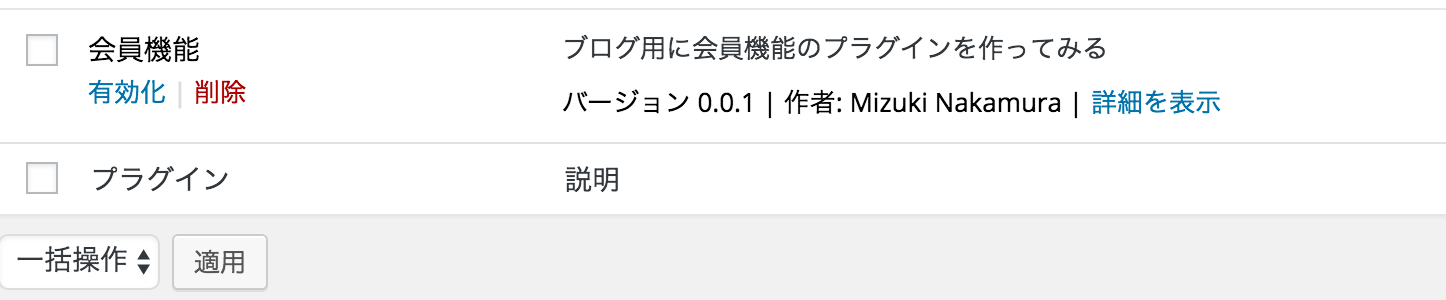 会員機能
有効化 | 削除
ブログ用に会員機能のプラグインを作ってみる
バージョン 0.0.1 | 作者: Mizuki Nakamura | 詳細を表示
プラグイン
説明
一括操作
適用